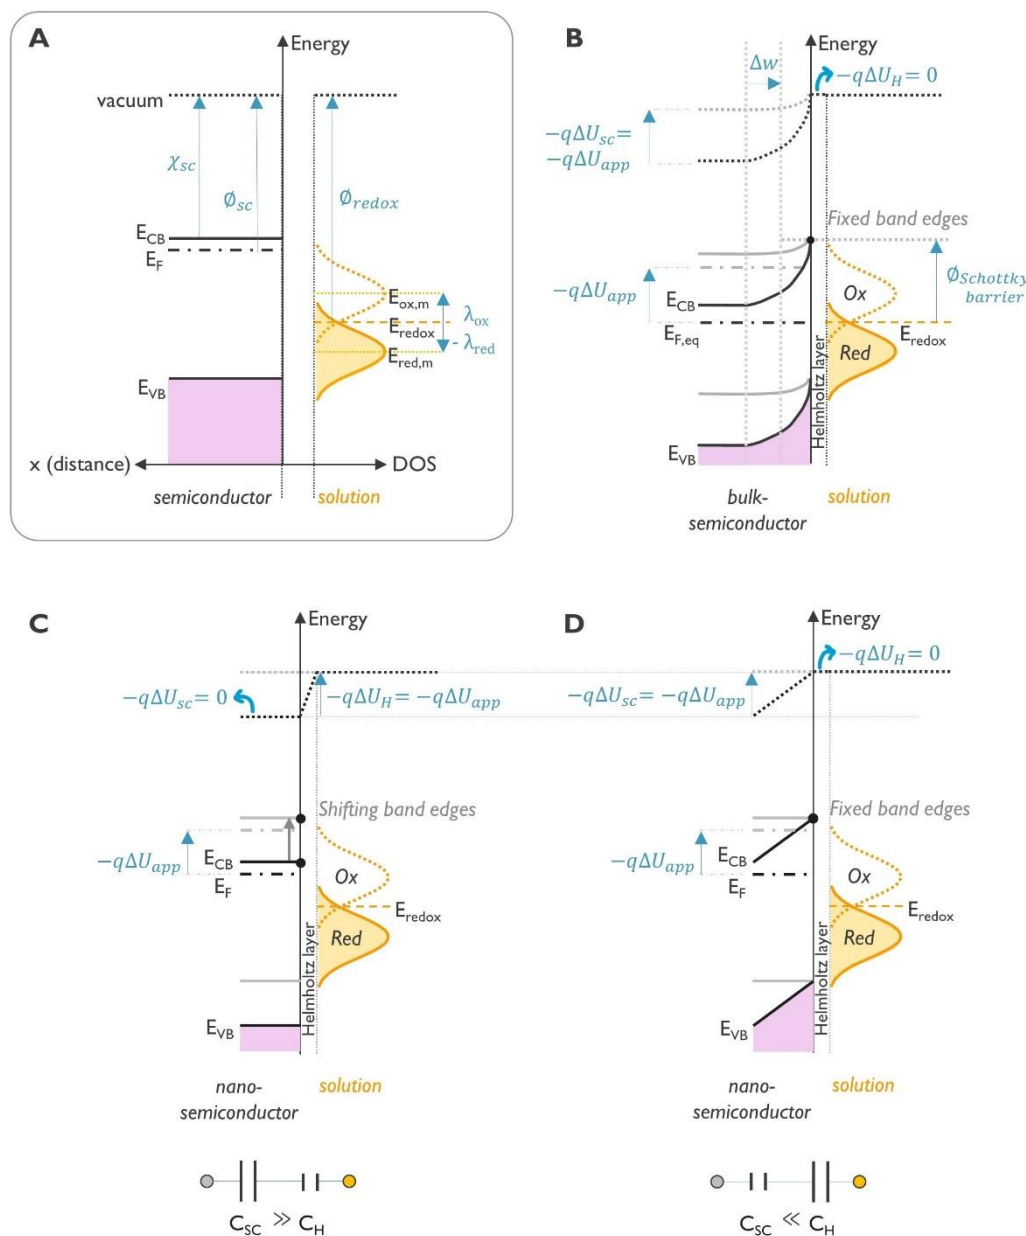 A
Energy
vacuum
χsc
Øsc
Øredox
ECB
EF
Eox,m
λox
Eredox
- λred
Ered,m
EVB
x (distance)
DOS
semiconductor
solution
B
Energy
Δw
−qΔUH= 0
−qΔUsc=
−qΔUapp
Fixed band edges
−qΔUapp
ØSchottky
barrier
ECB
Ox
EF,eq
Eredox
Red
Helmholtz layer
EVB
bulk-
semiconductor
solution
C
Energy
−qΔUsc= 0
−qΔUH= −qΔUapp
Shifting band edges
−qΔUapp
ECB
Ox
EF
Eredox
Red
Helmholtz layer
EVB
nano-
semiconductor
solution
CSC ≫ CH
D
Energy
−qΔUH= 0
−qΔUsc= −qΔUapp
Fixed band edges
−qΔUapp
ECB
Ox
EF
Eredox
Red
Helmholtz layer
EVB
nano-
semiconductor
solution
CSC ≪ CH